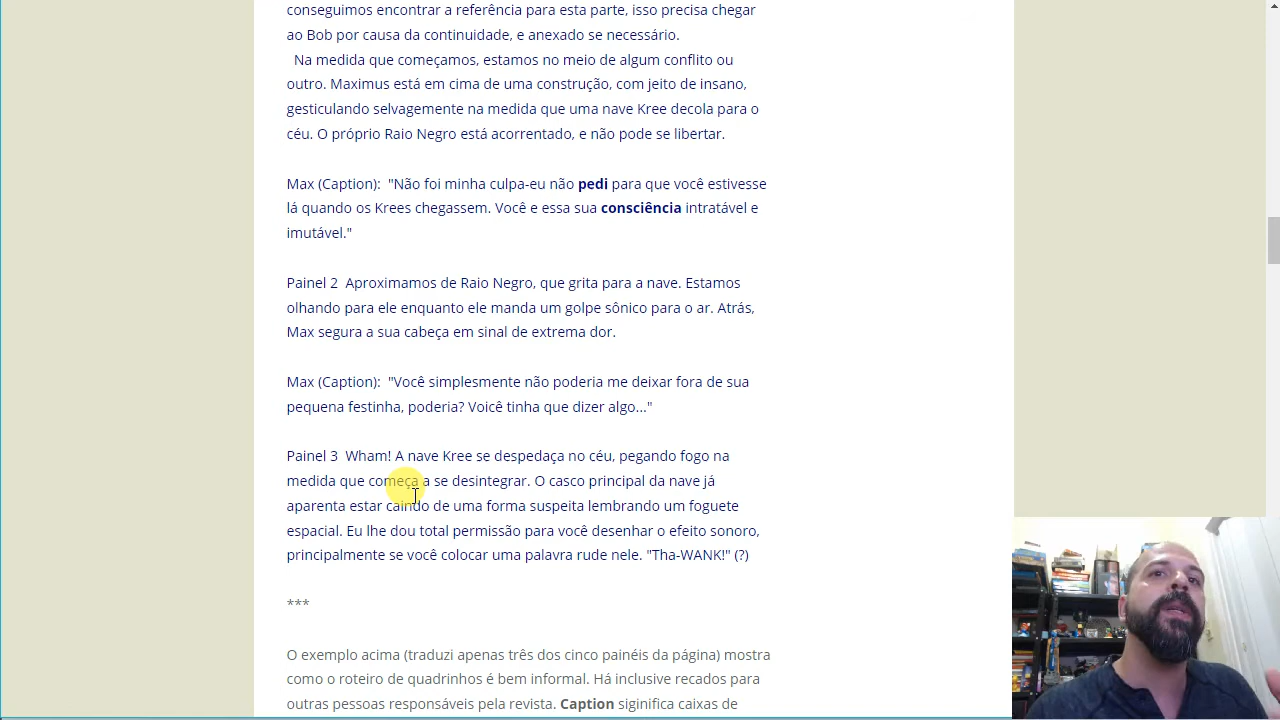 conseguimos encontrar a referência para esta parte, isso precisa chegar
ao Bob por causa da continuidade, e anexado se necessário.
Na medida que começamos, estamos no meio de algum conflito ou
outro. Maximus está em cima de uma construção, com jeito de insano,
gesticulando selvagemente na medida que uma nave Kree decola para o
céu. O próprio Raio Negro está acorrentado, e não pode se libertar.
Max (Caption): "Não foi minha culpa-eu não pedi para que você estivesse
lá quando os Krees chegassem. Você e essa sua consciência intratável e
imutável."
Painel 2 Aproximamos de Raio Negro, que grita para a nave. Estamos
olhando para ele enquanto ele manda um golpe sônico para o ar. Atrás,
Max segura a sua cabeça em sinal de extrema dor.
Max (Caption): "Você simplesmente não poderia me deixar fora de sua
pequena festinha, poderia? Voicê tinha que dizer algo..."
Painel 3 Wham! A nave Kree se despedaça no céu, pegando fogo na
medida que começa a se desintegrar. O casco principal da nave já
aparenta estar caindo de uma forma suspeita lembrando um foguete
espacial. Eu lhe dou total permissão para você desenhar o efeito sonoro,
principalmente se você colocar uma palavra rude nele. "Tha-WANK!" (?)
***
O exemplo acima (traduzi apenas três dos cinco painéis da página) mostra
como o roteiro de quadrinhos é bem informal. Há inclusive recados para
outras pessoas responsáveis pela revista. Caption siginifica caixas de